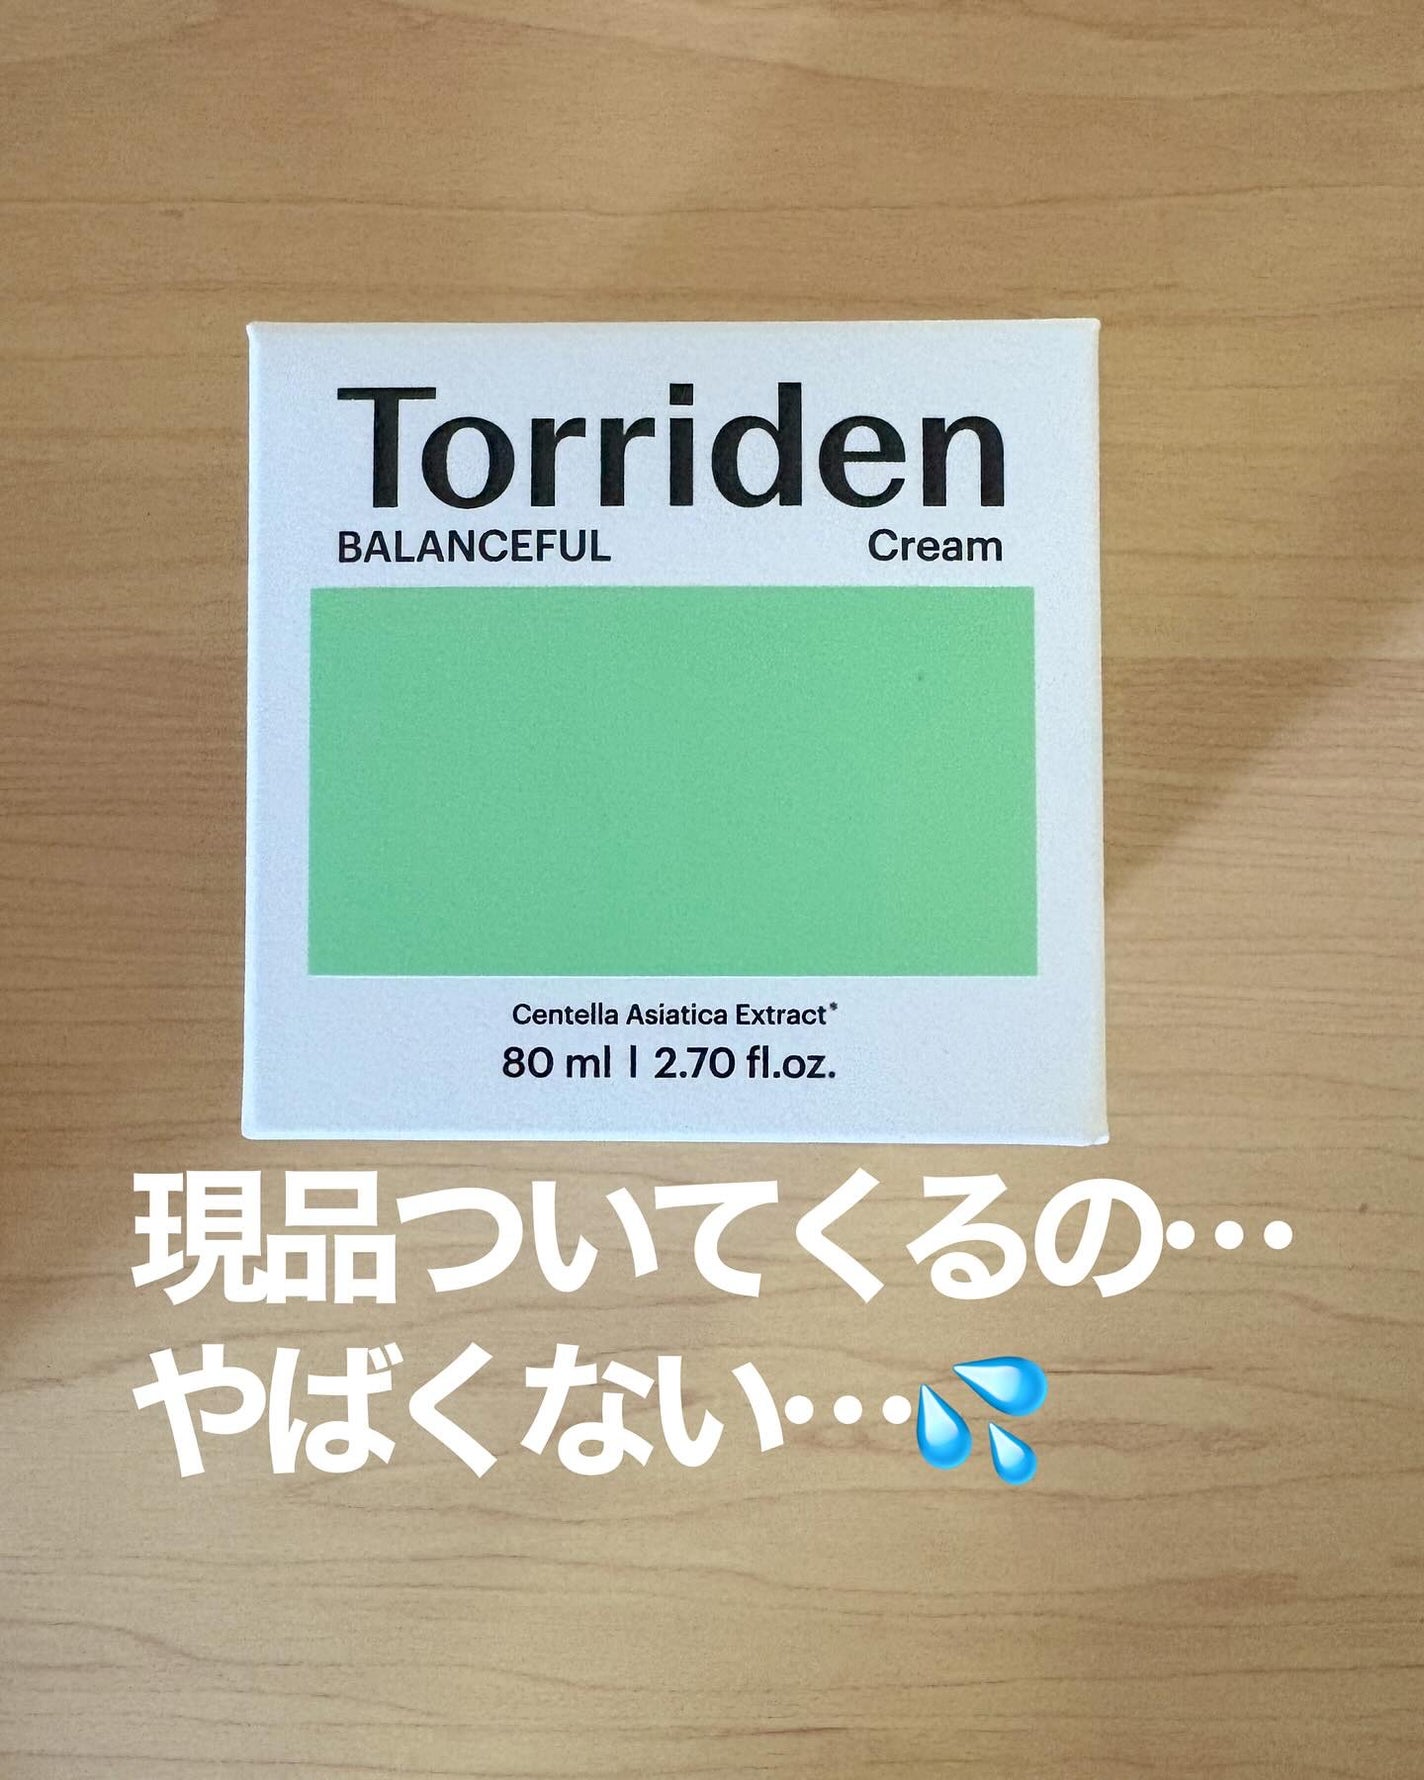 Torriden
BALANCEFUL Cream
Centella Asiatica Extract*
80 ml | 2.70 fl.oz.
現品ついてくるの…
やばくない…💦